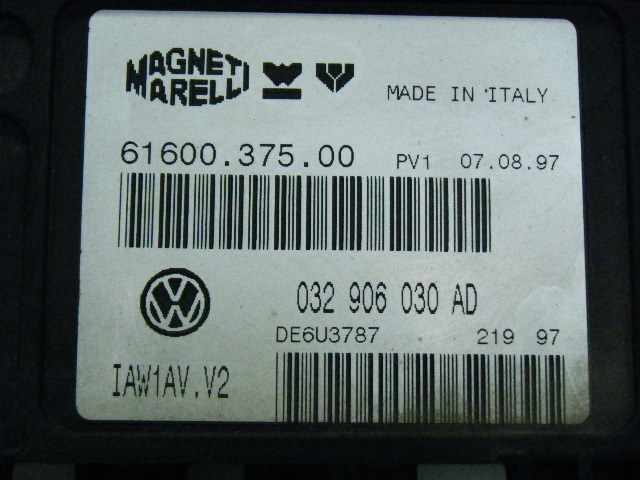 MAGNETI
MARELLI
MADE IN ITALY
61600.375.00 PV1 07.08.97
032 906 030 AD
DE6U3787 219 97
IAW1AV.V2